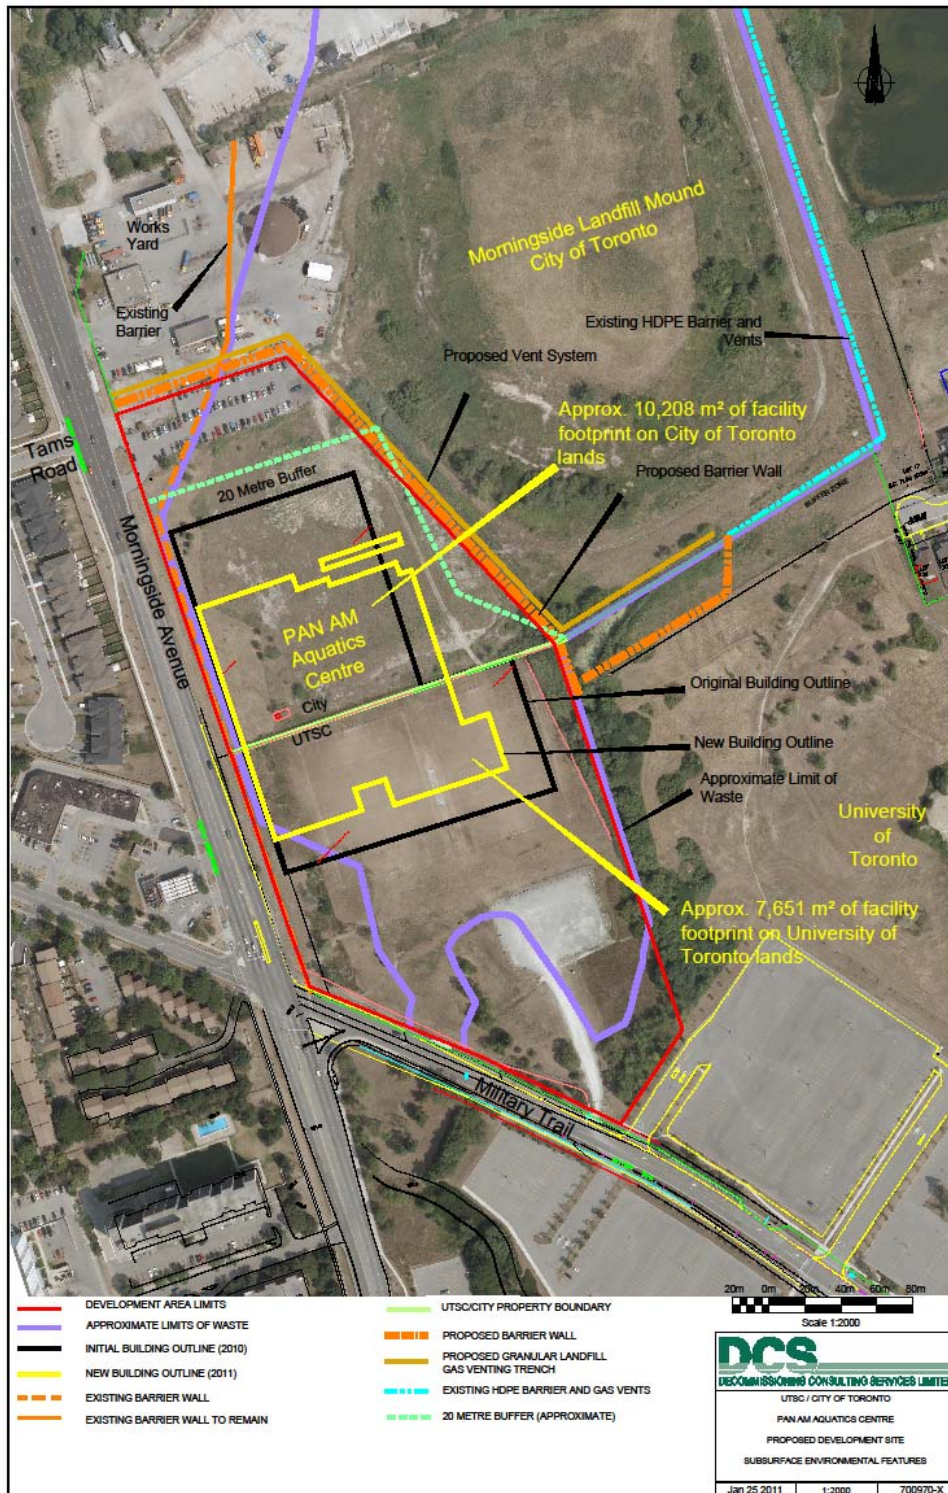 Morningside Landfill Mound
City of Toronto
Works
Yard
Existing
Barrier
Existing HDPE Barrier and
Vents
Proposed Vent System
Approx. 10,208 m² of facility
footprint on City of Toronto
lands
Tams
Road
20 Metre Buffer
Proposed Barrier Wall
BUFFER ZONE
Morningside Avenue
PAN AM
Aquatics
Centre
City
UTSC
Original Building Outline
New Building Outline
Approximate Limit of
Waste
University
of
Toronto
Approx. 7,651 m² of facility
footprint on University of
Toronto lands
Military Trail
DEVELOPMENT AREA LIMITS
APPROXIMATE LIMITS OF WASTE
INITIAL BUILDING OUTLINE (2010)
NEW BUILDING OUTLINE (2011)
EXISTING BARRIER WALL
EXISTING BARRIER WALL TO REMAIN
UTSC/CITY PROPERTY BOUNDARY
PROPOSED BARRIER WALL
PROPOSED GRANULAR LANDFILL
GAS VENTING TRENCH
EXISTING HDPE BARRIER AND GAS VENTS
20 METRE BUFFER (APPROXIMATE)
20m 0m 20m 40m 60m 80m
Scale 1:2000
DCS
DECOMMISSIONING CONSULTING SERVICES LIMITED
UTSC / CITY OF TORONTO
PAN AM AQUATICS CENTRE
PROPOSED DEVELOPMENT SITE
SUBSURFACE ENVIRONMENTAL FEATURES
Jan 25 2011 1:2000 700970-X